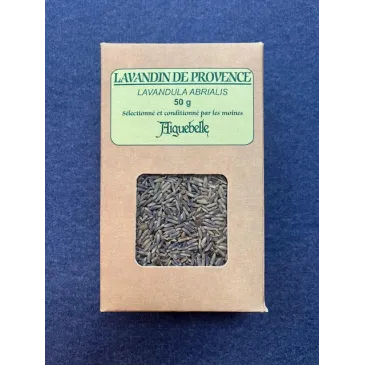 LAVANDIN DE PROVENCE
LAVANDULA ABRIALIS
50 g
Sélectionné et conditionné par les moines
Aiguebelle